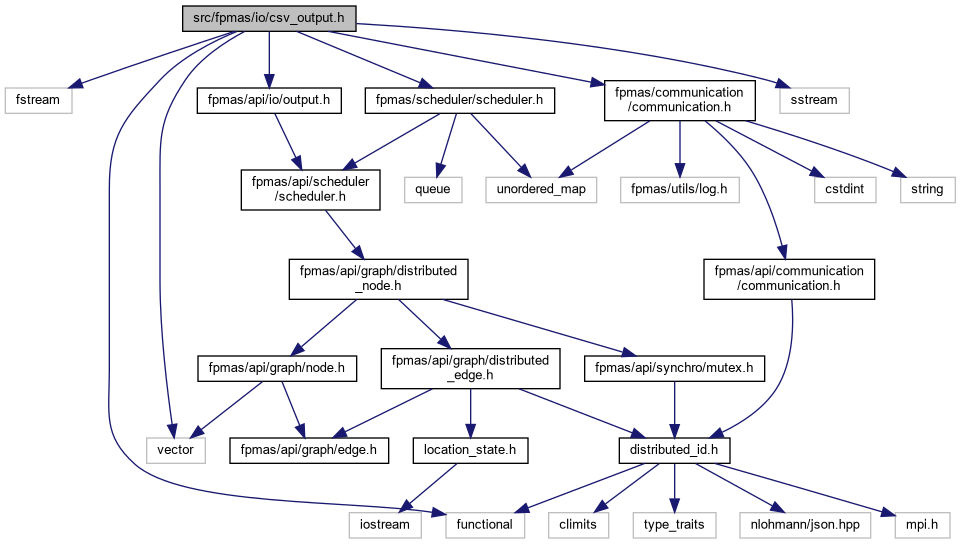 src/fpmas/io/csv_output.h
fstream
fpmas/api/io/output.h
fpmas/scheduler/scheduler.h
fpmas/communication
/communication.h
sstream
fpmas/api/scheduler
/scheduler.h
queue
unordered_map
fpmas/utils/log.h
cstdint
string
fpmas/api/graph/distributed
_node.h
fpmas/api/communication
/communication.h
fpmas/api/graph/node.h
fpmas/api/graph/distributed
_edge.h
fpmas/api/synchro/mutex.h
vector
fpmas/api/graph/edge.h
location_state.h
distributed_id.h
iostream
functional
climits
type_traits
nlohmann/json.hpp
mpi.h